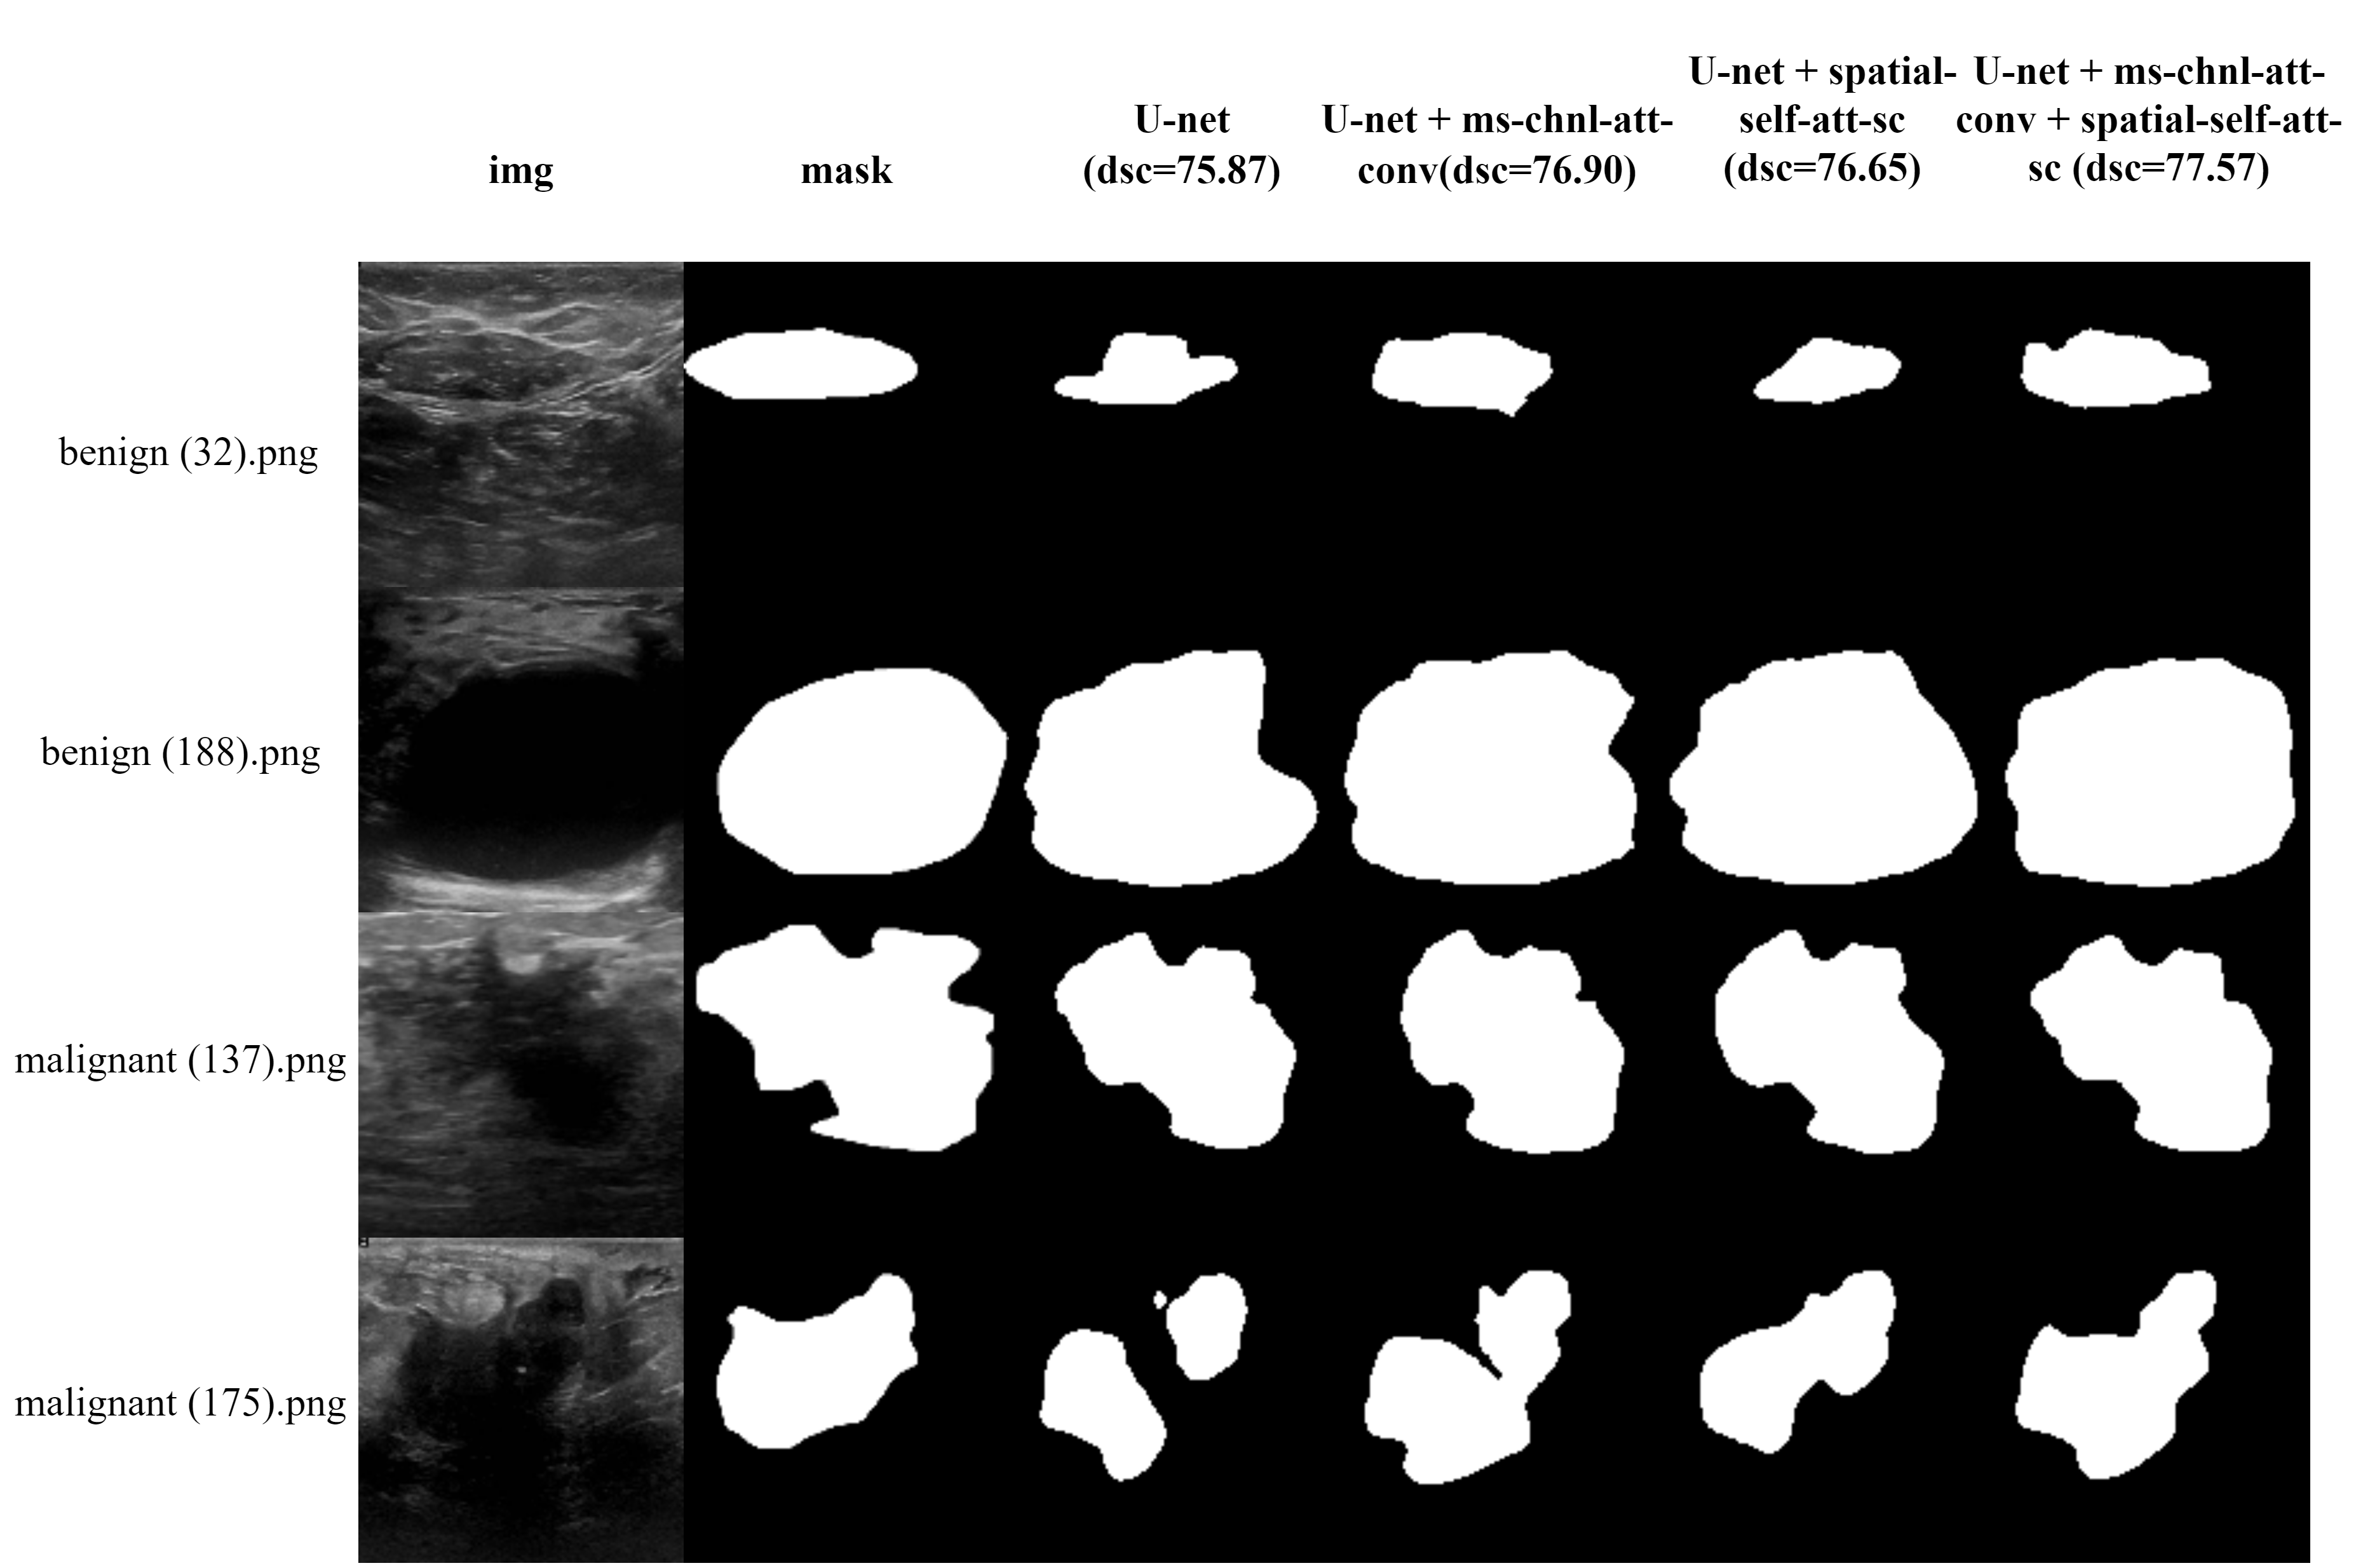 img
mask
U-net
(dsc=75.87)
U-net + ms-chnl-att-
conv(dsc=76.90)
U-net + spatial-
self-att-sc
(dsc=76.65)
U-net + ms-chnl-att-
conv + spatial-self-att-
sc (dsc=77.57)
benign (32).png
benign (188).png
malignant (137).png
malignant (175).png